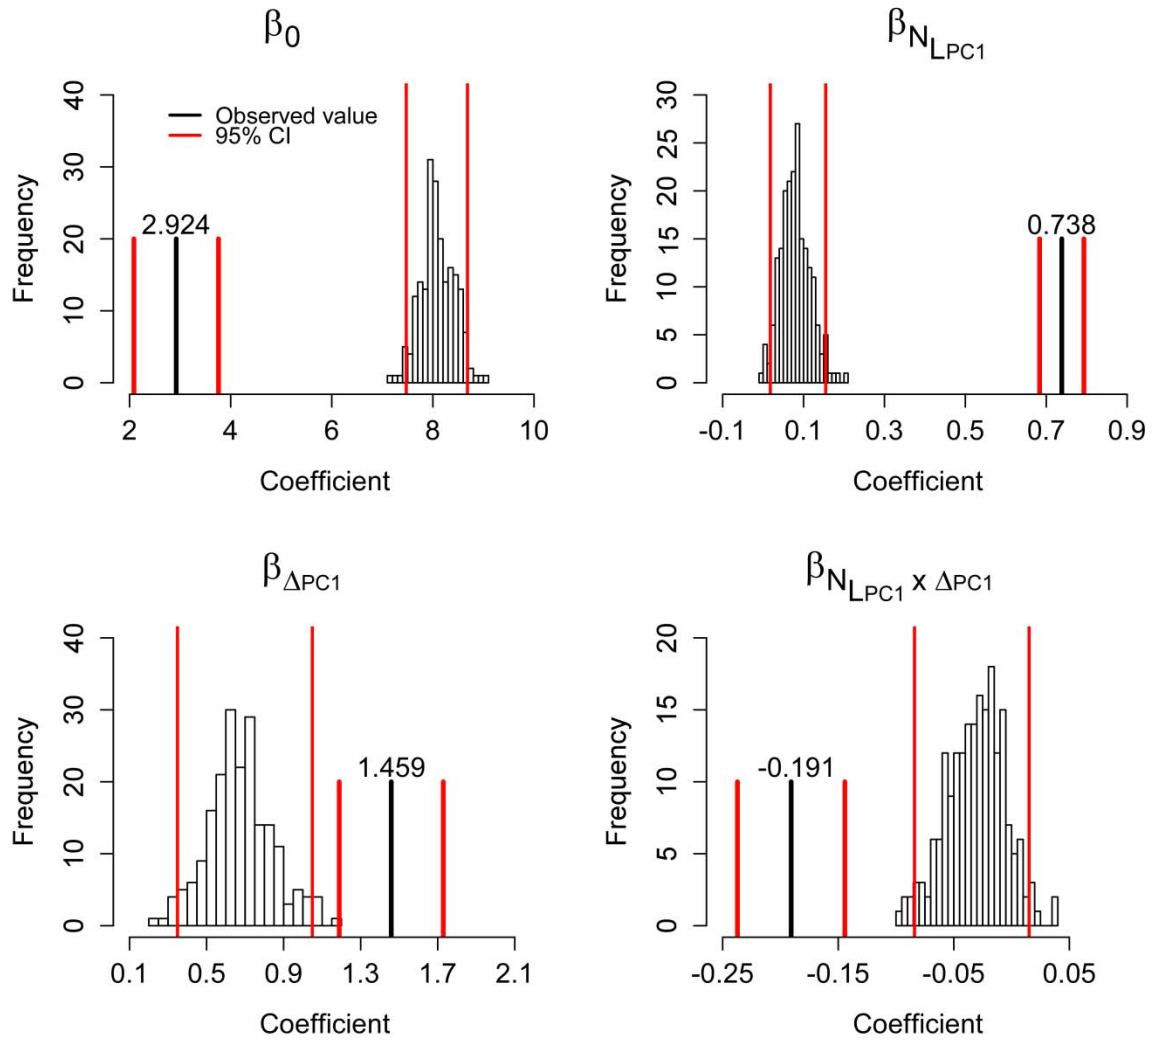 β0
40
30
20
10
0
Frequency
Observed value
95% CI
2.924
2 4 6 8 10
Coefficient
βNLPC1
30
25
20
15
10
5
0
Frequency
0.738
-0.1 0.1 0.3 0.5 0.7 0.9
Coefficient
βΔPC1
40
30
20
10
0
Frequency
1.459
0.1 0.5 0.9 1.3 1.7 2.1
Coefficient
βNLPC1 x ΔPC1
20
15
10
5
0
Frequency
-0.191
-0.25 -0.15 -0.05 0.05
Coefficient